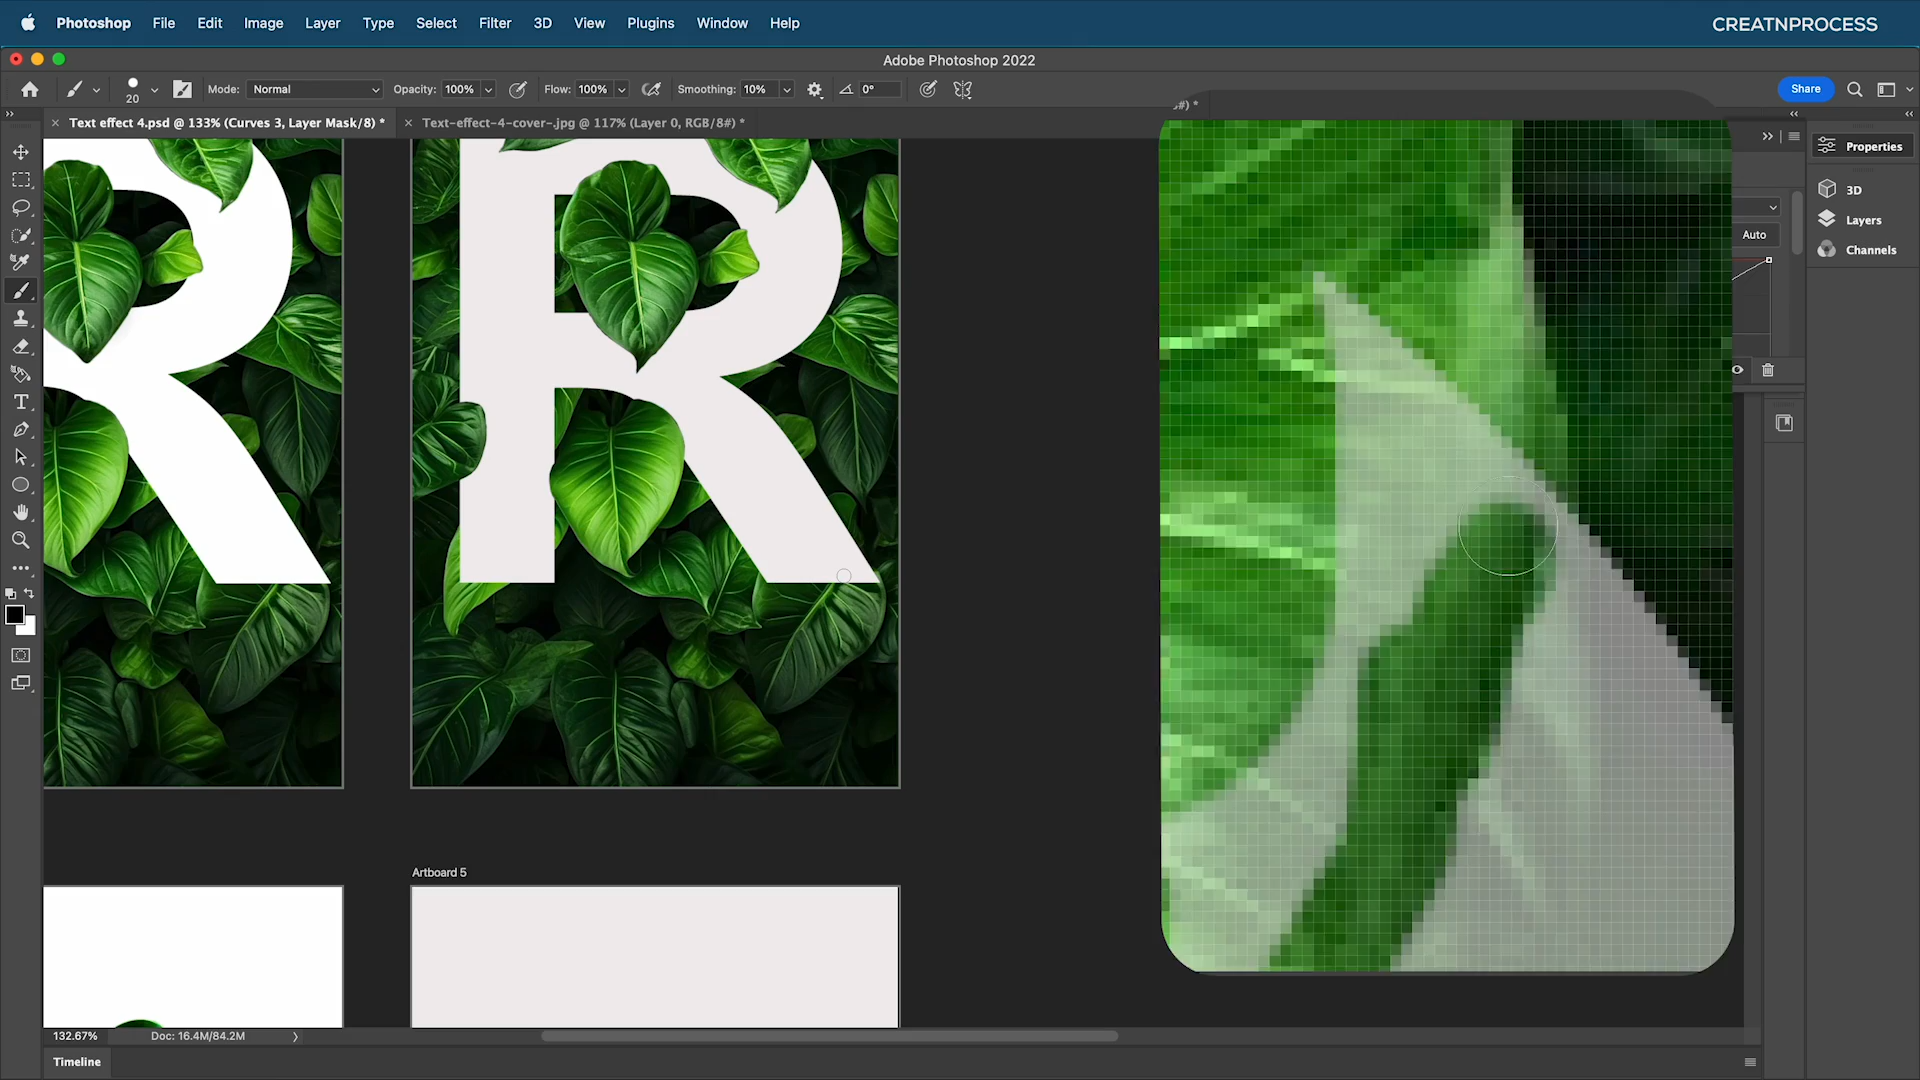 Photoshop File Edit Image Layer Type Select Filter 3D View Plugins Window Help CREATNPROCESS
Adobe Photoshop 2022
20 Mode: Normal Opacity: 100% Flow: 100% Smoothing: 10% 0° Share
Text effect 4.psd @ 133% (Curves 3, Layer Mask/8) * Text-effect-4-cover-.jpg @ 117% (Layer 0, RGB/8#) * #) *
Properties
3D
Layers
Auto
Channels
R R
Artboard 5
132.67% Doc: 16.4M/84.2M
Timeline